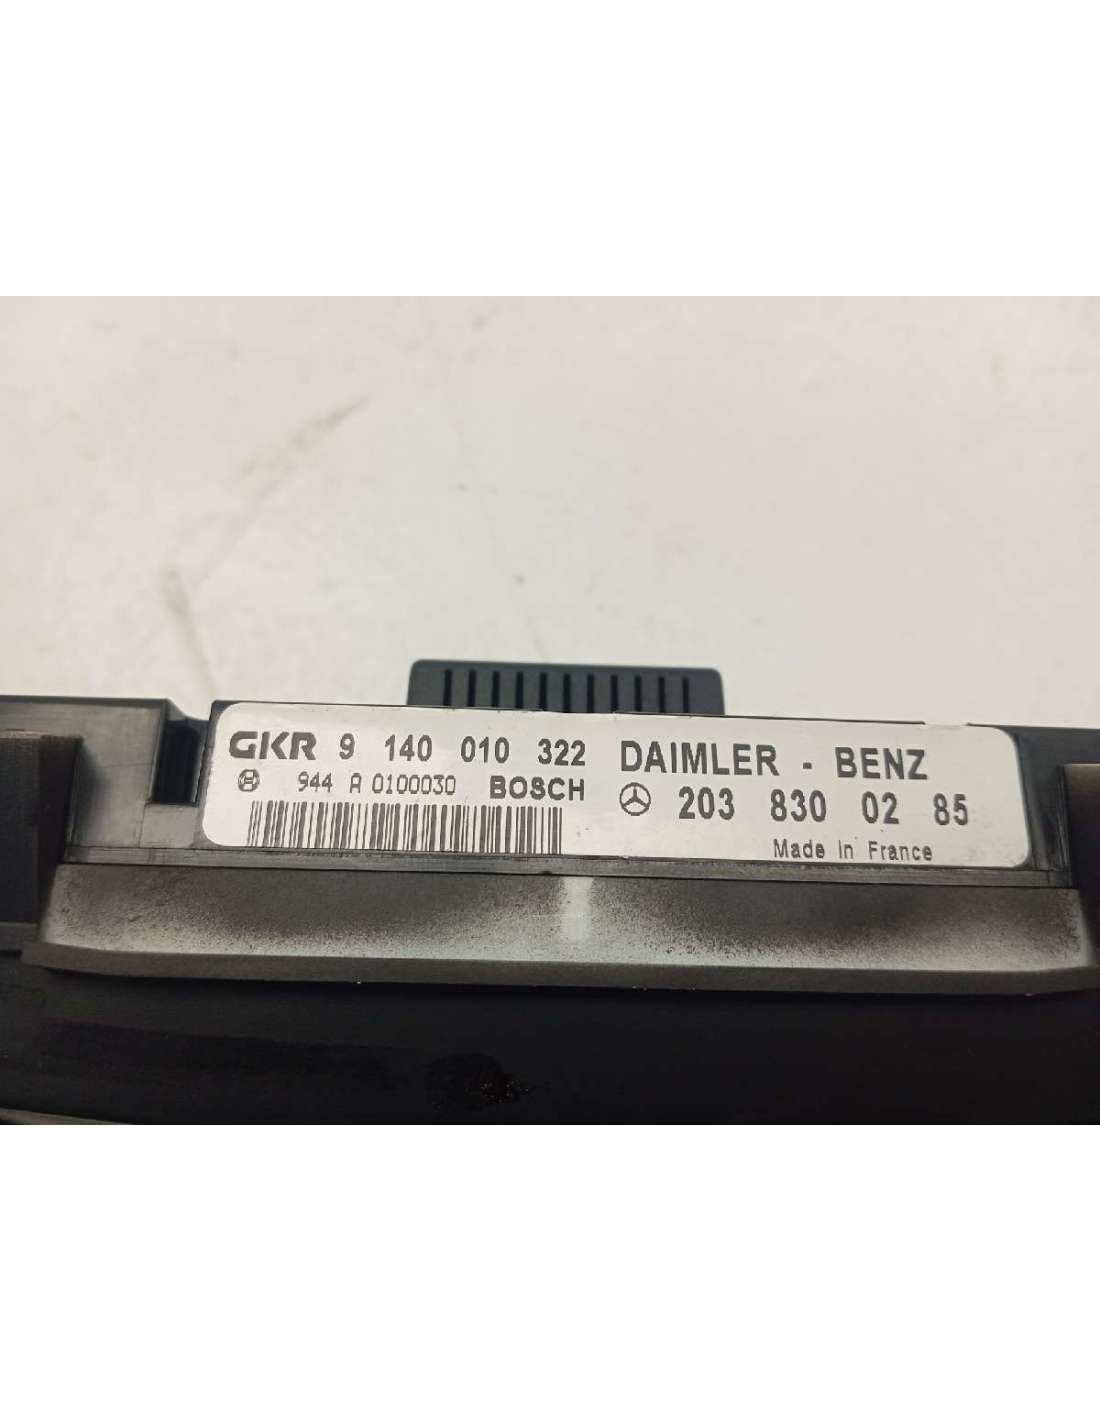 GKR 9 140 010 322 DAIMLER - BENZ
944 A 0100030 BOSCH 203 830 02 85
Made in France